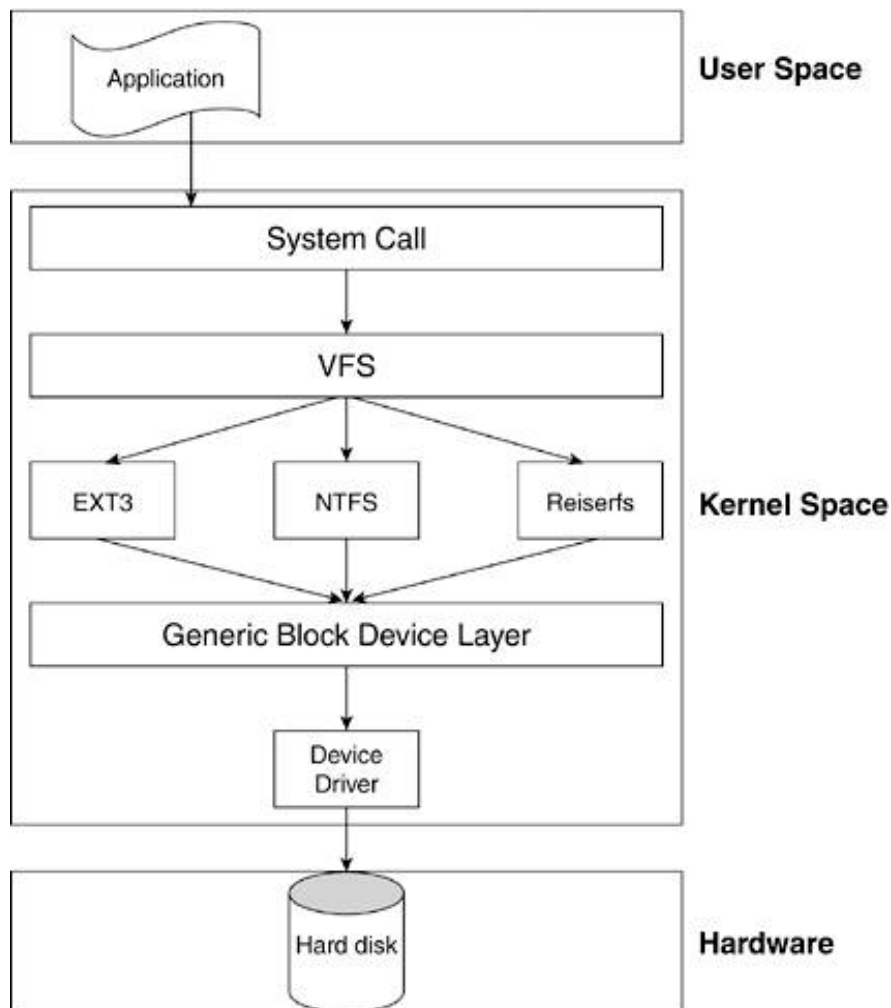 Application
User Space
System Call
VFS
EXT3
NTFS
Reiserfs
Kernel Space
Generic Block Device Layer
Device
Driver
Hard disk
Hardware